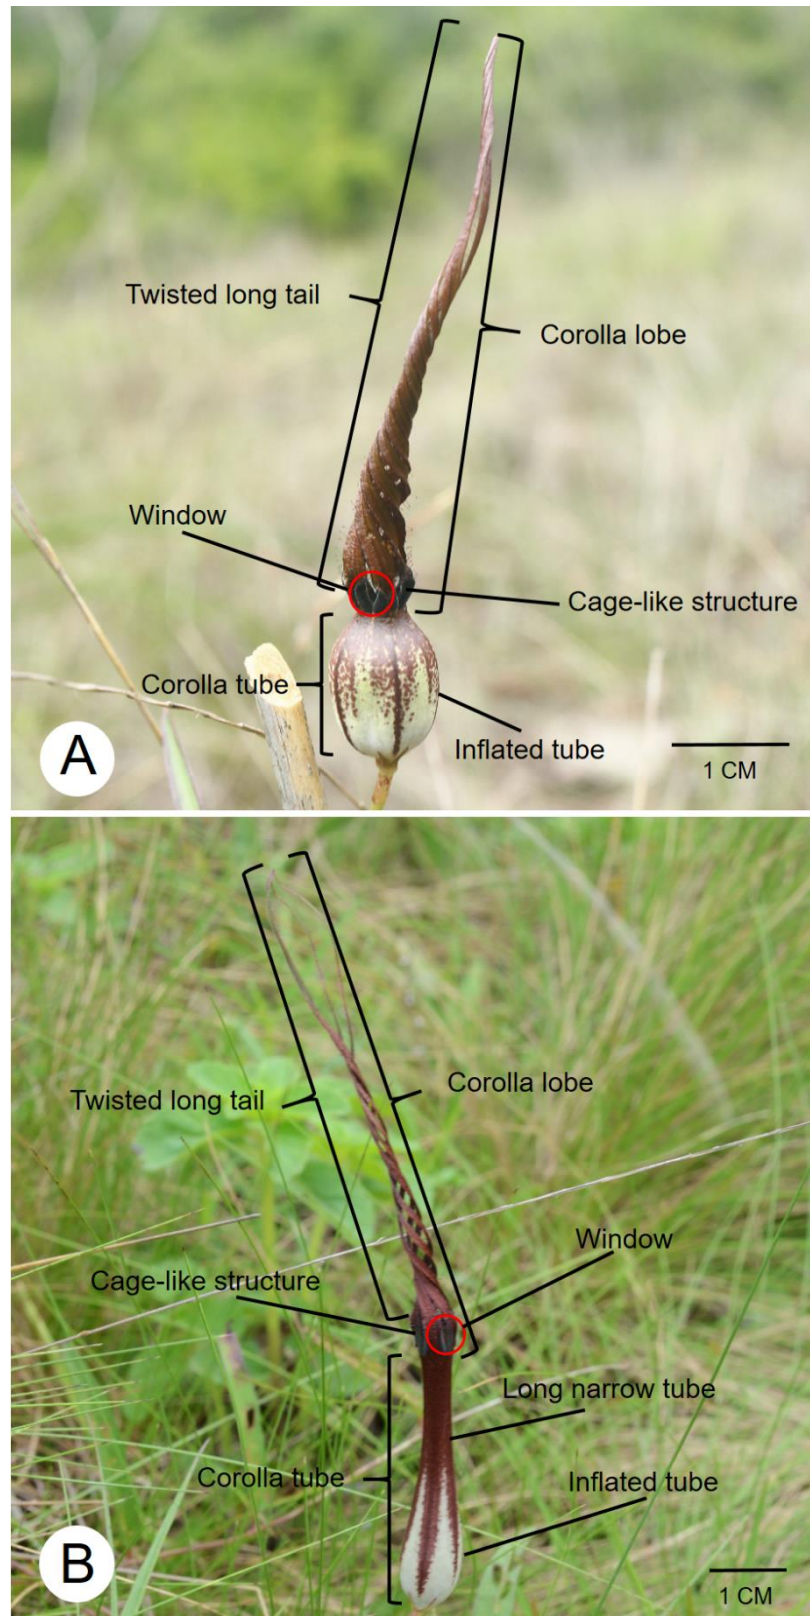 Twisted long tail
Corolla lobe
Window
Cage-like structure
Corolla tube
Inflated tube
A
1 CM
Twisted long tail
Corolla lobe
Window
Cage-like structure
Long narrow tube
Corolla tube
Inflated tube
B
1 CM